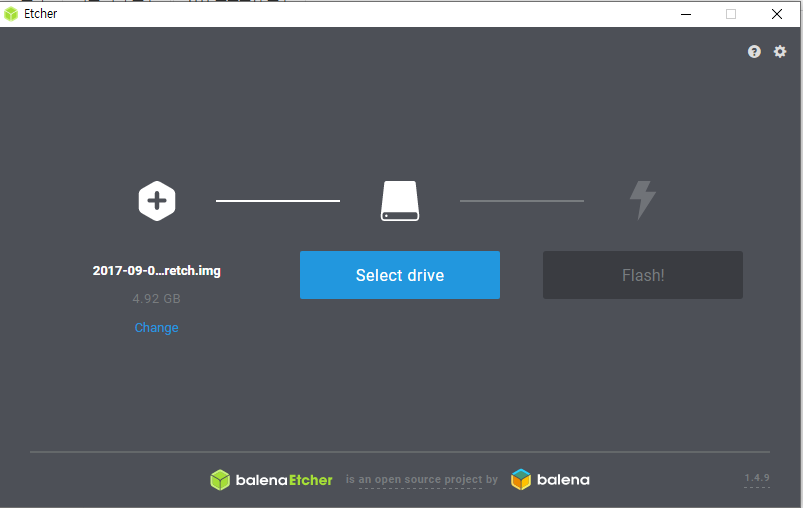 Etcher
2017-09-0...retch.img
4.92 GB
Change
Select drive
Flash!
balenaEtcher is an open source project by balena
1.4.9